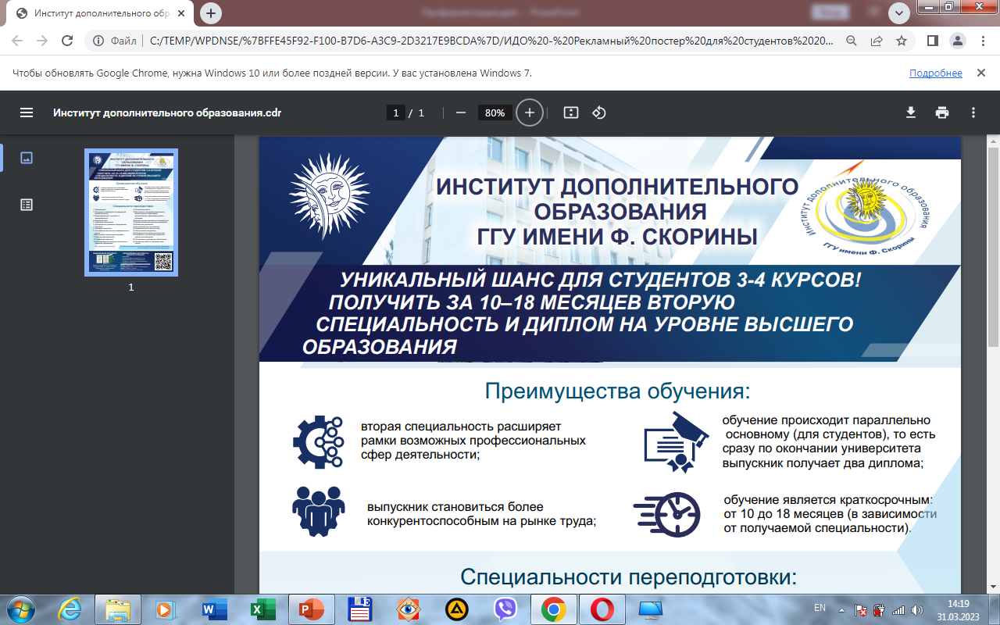 Институт дополнительного обр
Файл
C:/TEMP/WPDNSE/%7BFFE45F92-F100-B7D6-A3C9-2D3217E9BCDA%7D/ИДО%20-%20Рекламный%20постер%20для%20студентов%2020...
Чтобы обновлять Google Chrome, нужна Windows 10 или более поздней версии. У вас установлена Windows 7.
Подробнее
Институт дополнительного образования.cdr
1 / 1
80%
1
ИНСТИТУТ ДОПОЛНИТЕЛЬНОГО
ОБРАЗОВАНИЯ
ГГУ ИМЕНИ Ф. СКОРИНЫ
Институт дополнительного образования
ГГУ имени Ф. Скорины
УНИКАЛЬНЫЙ ШАНС ДЛЯ СТУДЕНТОВ 3-4 КУРСОВ!
ПОЛУЧИТЬ ЗА 10–18 МЕСЯЦЕВ ВТОРУЮ
СПЕЦИАЛЬНОСТЬ И ДИПЛОМ НА УРОВНЕ ВЫСШЕГО
ОБРАЗОВАНИЯ
Преимущества обучения:
вторая специальность расширяет
рамки возможных профессиональных
сфер деятельности;
обучение происходит параллельно
основному (для студентов), то есть
сразу по окончании университета
выпускник получает два диплома;
выпускник становиться более
конкурентоспособным на рынке труда;
обучение является краткосрочным:
от 10 до 18 месяцев (в зависимости
от получаемой специальности).
Специальности переподготовки:
EN
14:19
31.03.2023